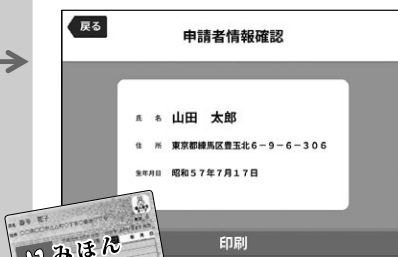 戻る
申請者情報確認
氏 名 山田 太郎
住 所 東京都練馬区豊玉北6-9-6-306
生年月日 昭和57年7月17日
みほん
印刷